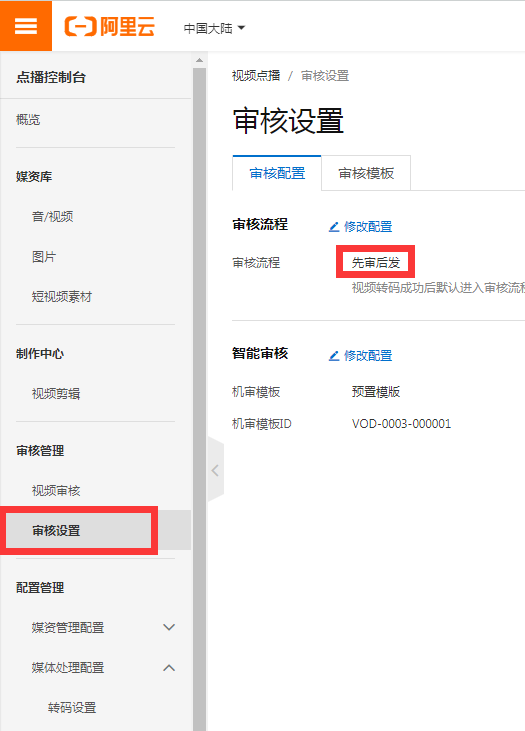 阿里云
中国大陆
点播控制台
概览
媒资库
音/视频
图片
短视频素材
制作中心
视频剪辑
审核管理
视频审核
审核设置
配置管理
媒资管理配置
媒体处理配置
转码设置
视频点播 / 审核设置
审核设置
审核配置
审核模板
审核流程
修改配置
审核流程
先审后发
视频转码成功后默认进入审核流程
智能审核
修改配置
机审模板
预置模版
机审模板ID
VOD-0003-000001